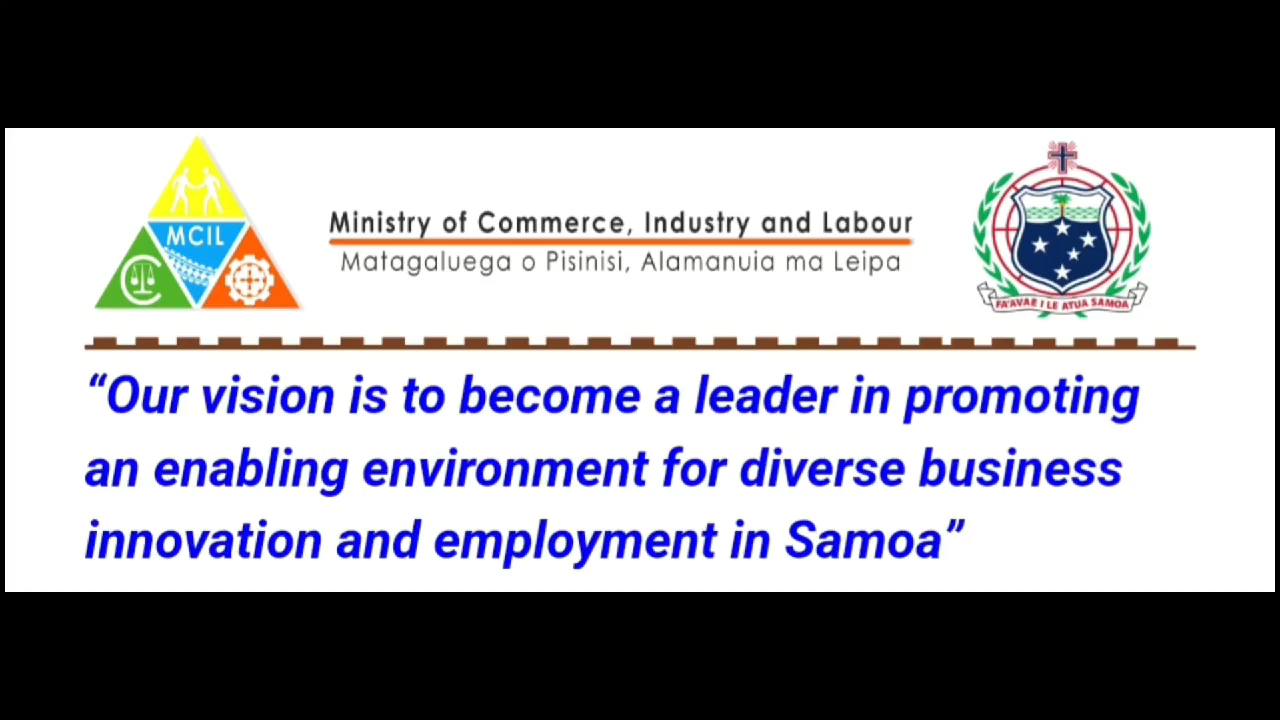 MCIL
Ministry of Commerce, Industry and Labour
Matagaluega o Pisinisi, Alamanuia ma Leipa
FA'AVAE I LE ATUA SAMOA
“Our vision is to become a leader in promoting
an enabling environment for diverse business
innovation and employment in Samoa”